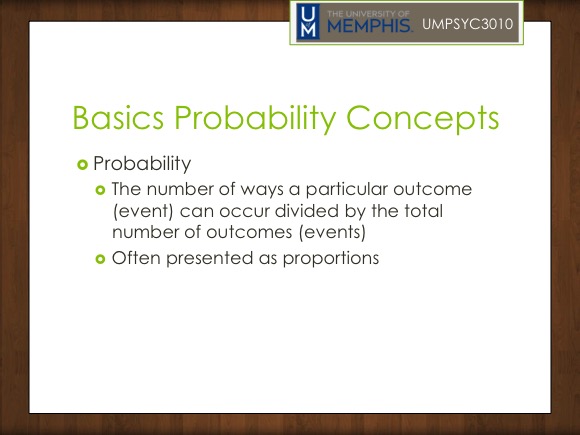 UM
THE UNIVERSITY OF
MEMPHIS.
UMPSYC3010
Basics Probability Concepts
Probability
The number of ways a particular outcome
(event) can occur divided by the total
number of outcomes (events)
Often presented as proportions